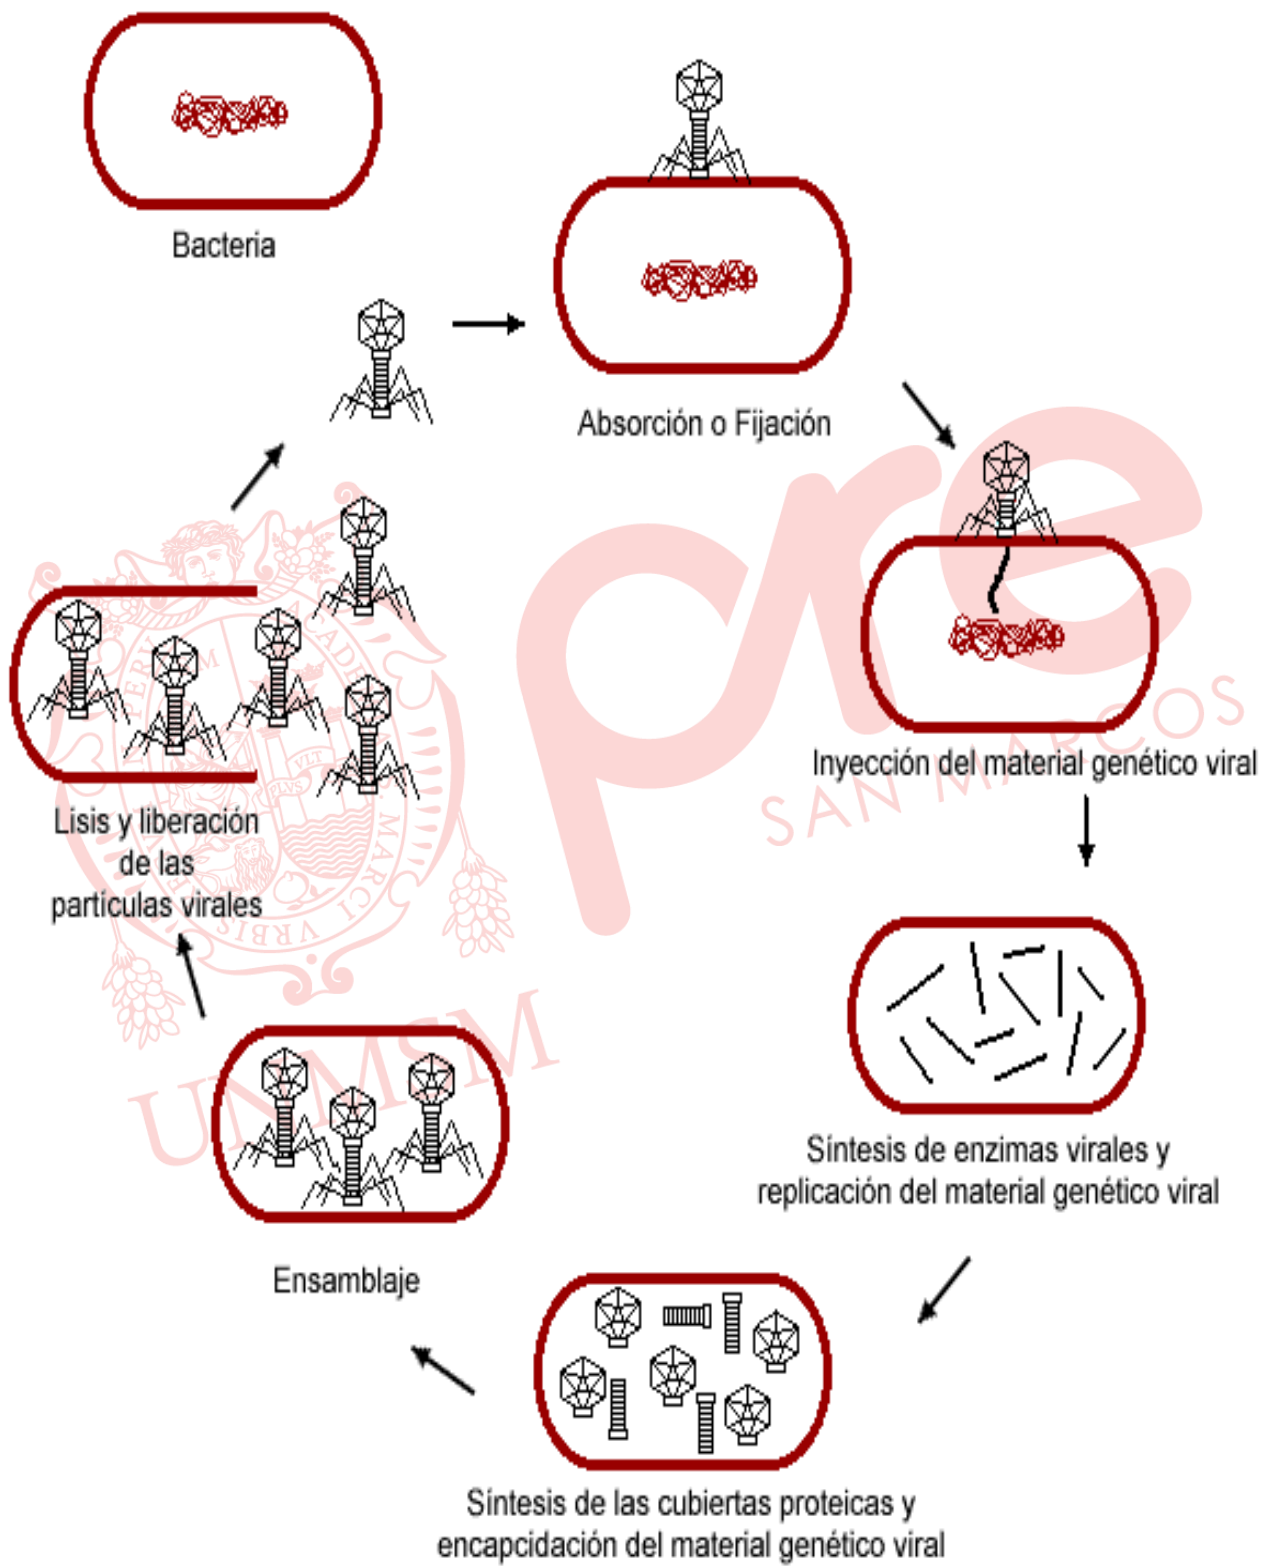 Bacteria
Absorción o Fijación
Inyección del material genético viral
Síntesis de enzimas virales y
replicación del material genético viral
Síntesis de las cubiertas proteicas y
encapcidación del material genético viral
Ensamblaje
Lisis y liberación
de las
partículas virales
pre
SAN MARCOS
UNMSM
PLVS
VLT